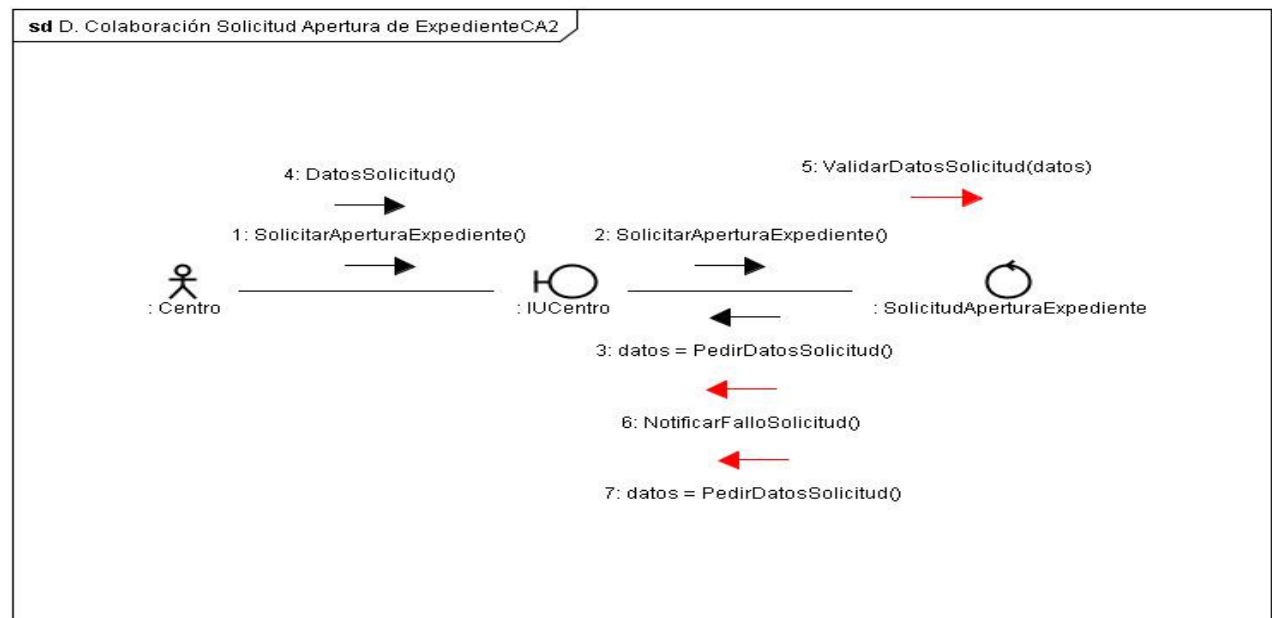 sd D. Colaboración Solicitud Apertura de ExpedienteCA2
5: ValidarDatosSolicitud(datos)
4: DatosSolicitud()
1: SolicitarAperturaExpediente()
2: SolicitarAperturaExpediente()
: Centro
: IUCentro
: SolicitudAperturaExpediente
3: datos = PedirDatosSolicitud()
6: NotificarFalloSolicitud()
7: datos = PedirDatosSolicitud()